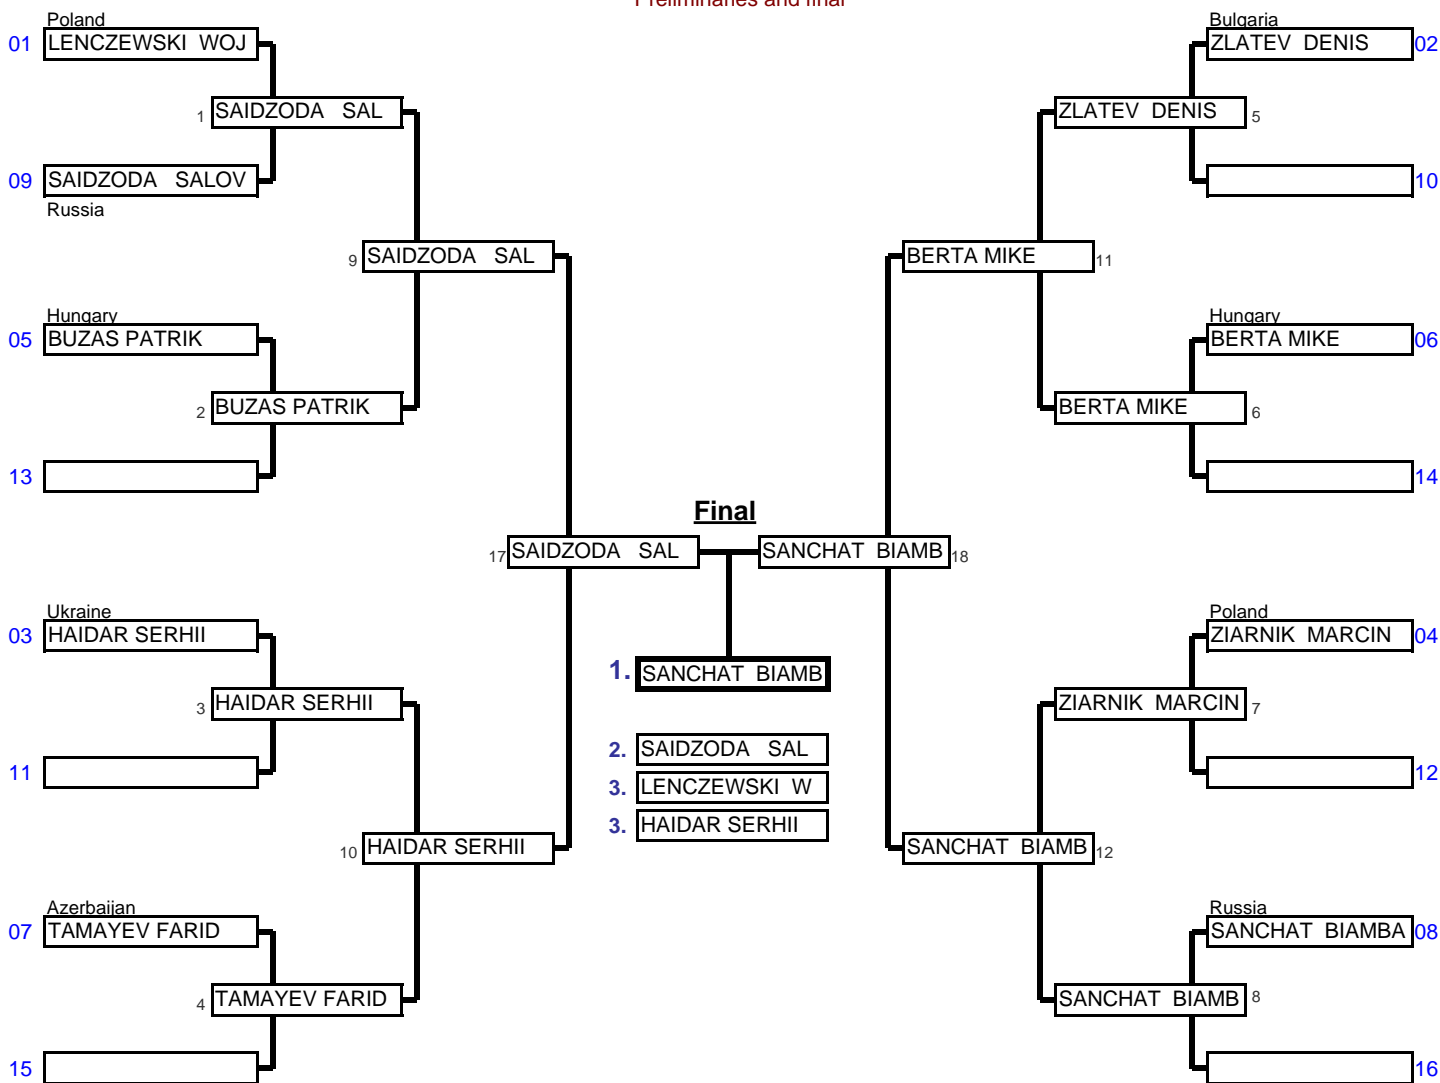 Preliminaries and final
Poland
01 LENCZEWSKI WOJ
Bulgaria
ZLATEV DENIS 02
1 SAIDZODA SAL
ZLATEV DENIS 5
09 SAIDZODA SALOV
Russia
10
9 SAIDZODA SAL
BERTA MIKE 11
Hungary
05 BUZAS PATRIK
Hungary
BERTA MIKE 06
2 BUZAS PATRIK
BERTA MIKE 6
13
14
Final
17 SAIDZODA SAL
SANCHAT BIAMB 18
Ukraine
03 HAIDAR SERHII
Poland
ZIARNIK MARCIN 04
1. SANCHAT BIAMB
3 HAIDAR SERHII
ZIARNIK MARCIN 7
2. SAIDZODA SAL
11
12
3. LENCZEWSKI W
3. HAIDAR SERHII
10 HAIDAR SERHII
SANCHAT BIAMB 12
Azerbaijan
07 TAMAYEV FARID
Russia
SANCHAT BIAMBA 08
4 TAMAYEV FARID
SANCHAT BIAMB 8
15
16